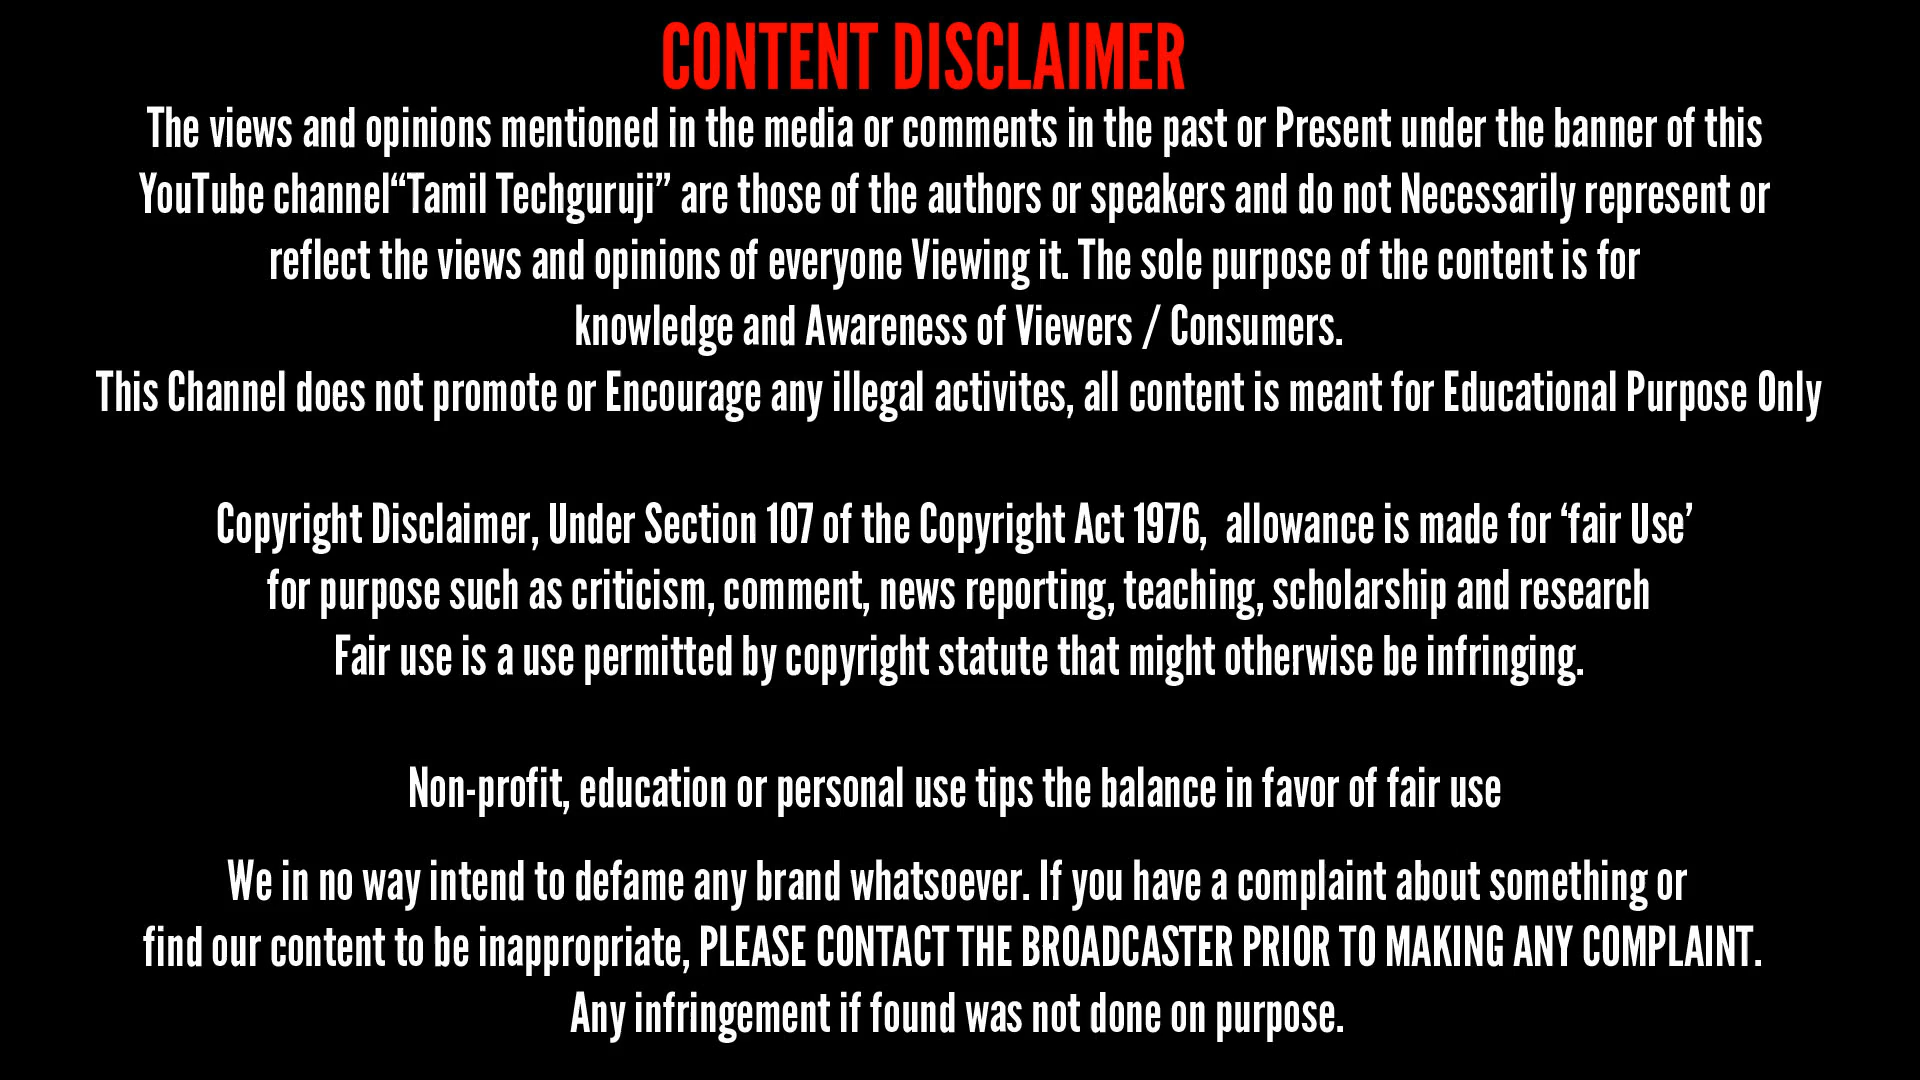 CONTENT DISCLAIMER
The views and opinions mentioned in the media or comments in the past or Present under the banner of this
YouTube channel“Tamil Techguruji” are those of the authors or speakers and do not Necessarily represent or
reflect the views and opinions of everyone Viewing it. The sole purpose of the content is for
knowledge and Awareness of Viewers / Consumers.
This Channel does not promote or Encourage any illegal activites, all content is meant for Educational Purpose Only
Copyright Disclaimer, Under Section 107 of the Copyright Act 1976, allowance is made for ‘fair Use’
for purpose such as criticism, comment, news reporting, teaching, scholarship and research
Fair use is a use permitted by copyright statute that might otherwise be infringing.
Non-profit, education or personal use tips the balance in favor of fair use
We in no way intend to defame any brand whatsoever. If you have a complaint about something or
find our content to be inappropriate, PLEASE CONTACT THE BROADCASTER PRIOR TO MAKING ANY COMPLAINT.
Any infringement if found was not done on purpose.